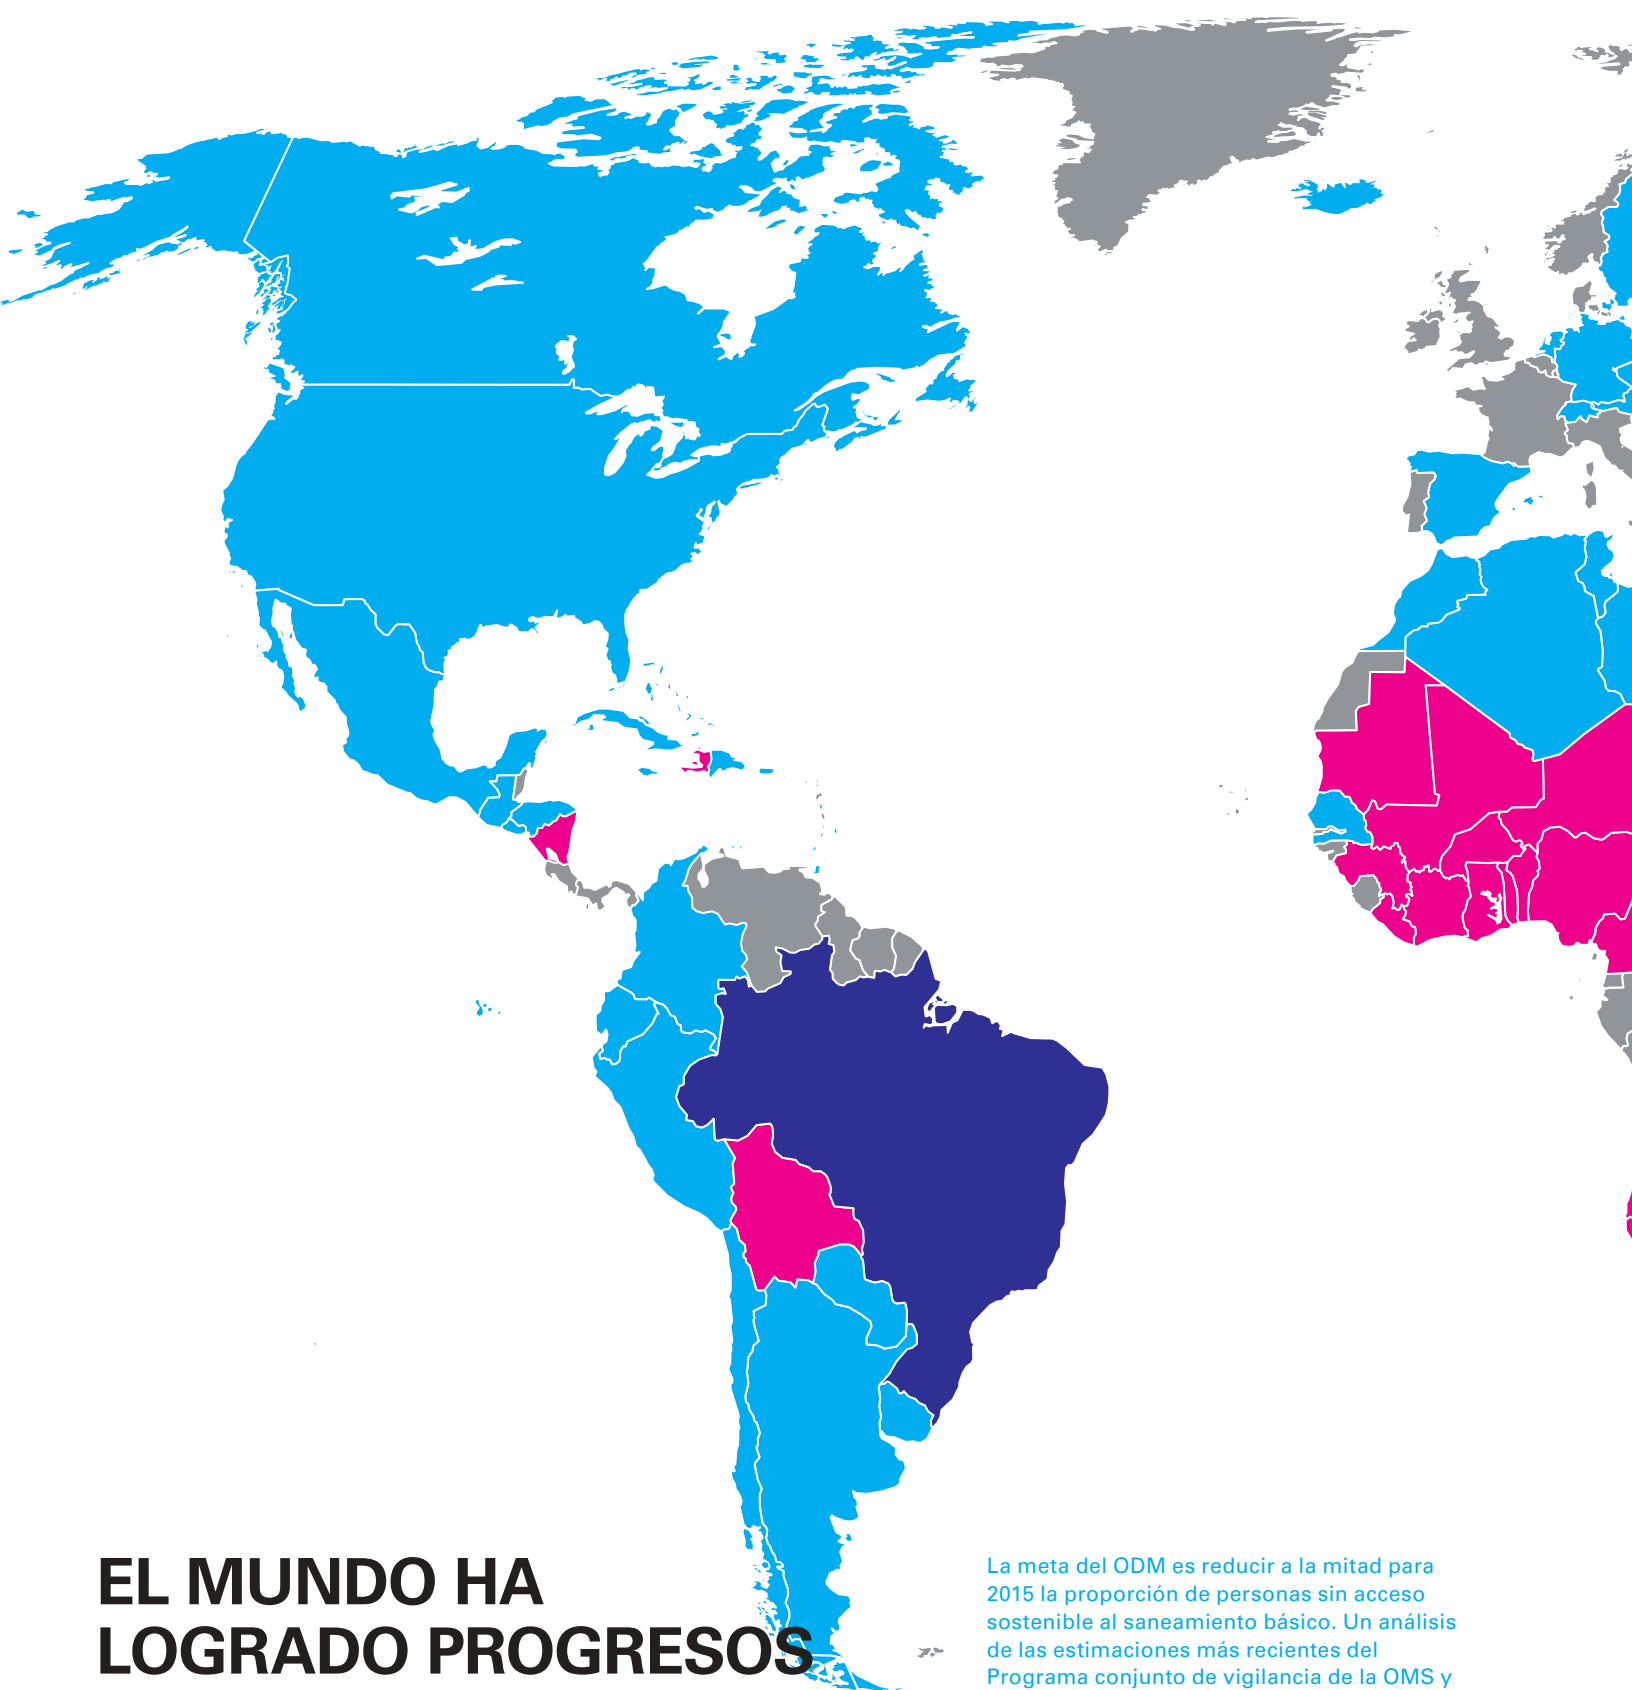 EL MUNDO HA
LOGRADO PROGRESOS
La meta del ODM es reducir a la mitad para
2015 la proporción de personas sin acceso
sostenible al saneamiento básico. Un análisis
de las estimaciones más recientes del
Programa conjunto de vigilancia de la OMS y